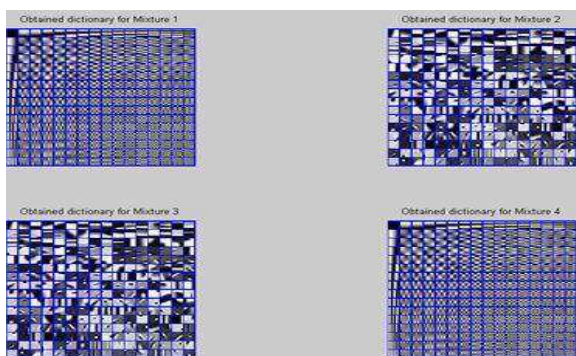 Obtained dictionary for Mixture 1
Obtained dictionary for Mixture 2
Obtained dictionary for Mixture 3
Obtained dictionary for Mixture 4